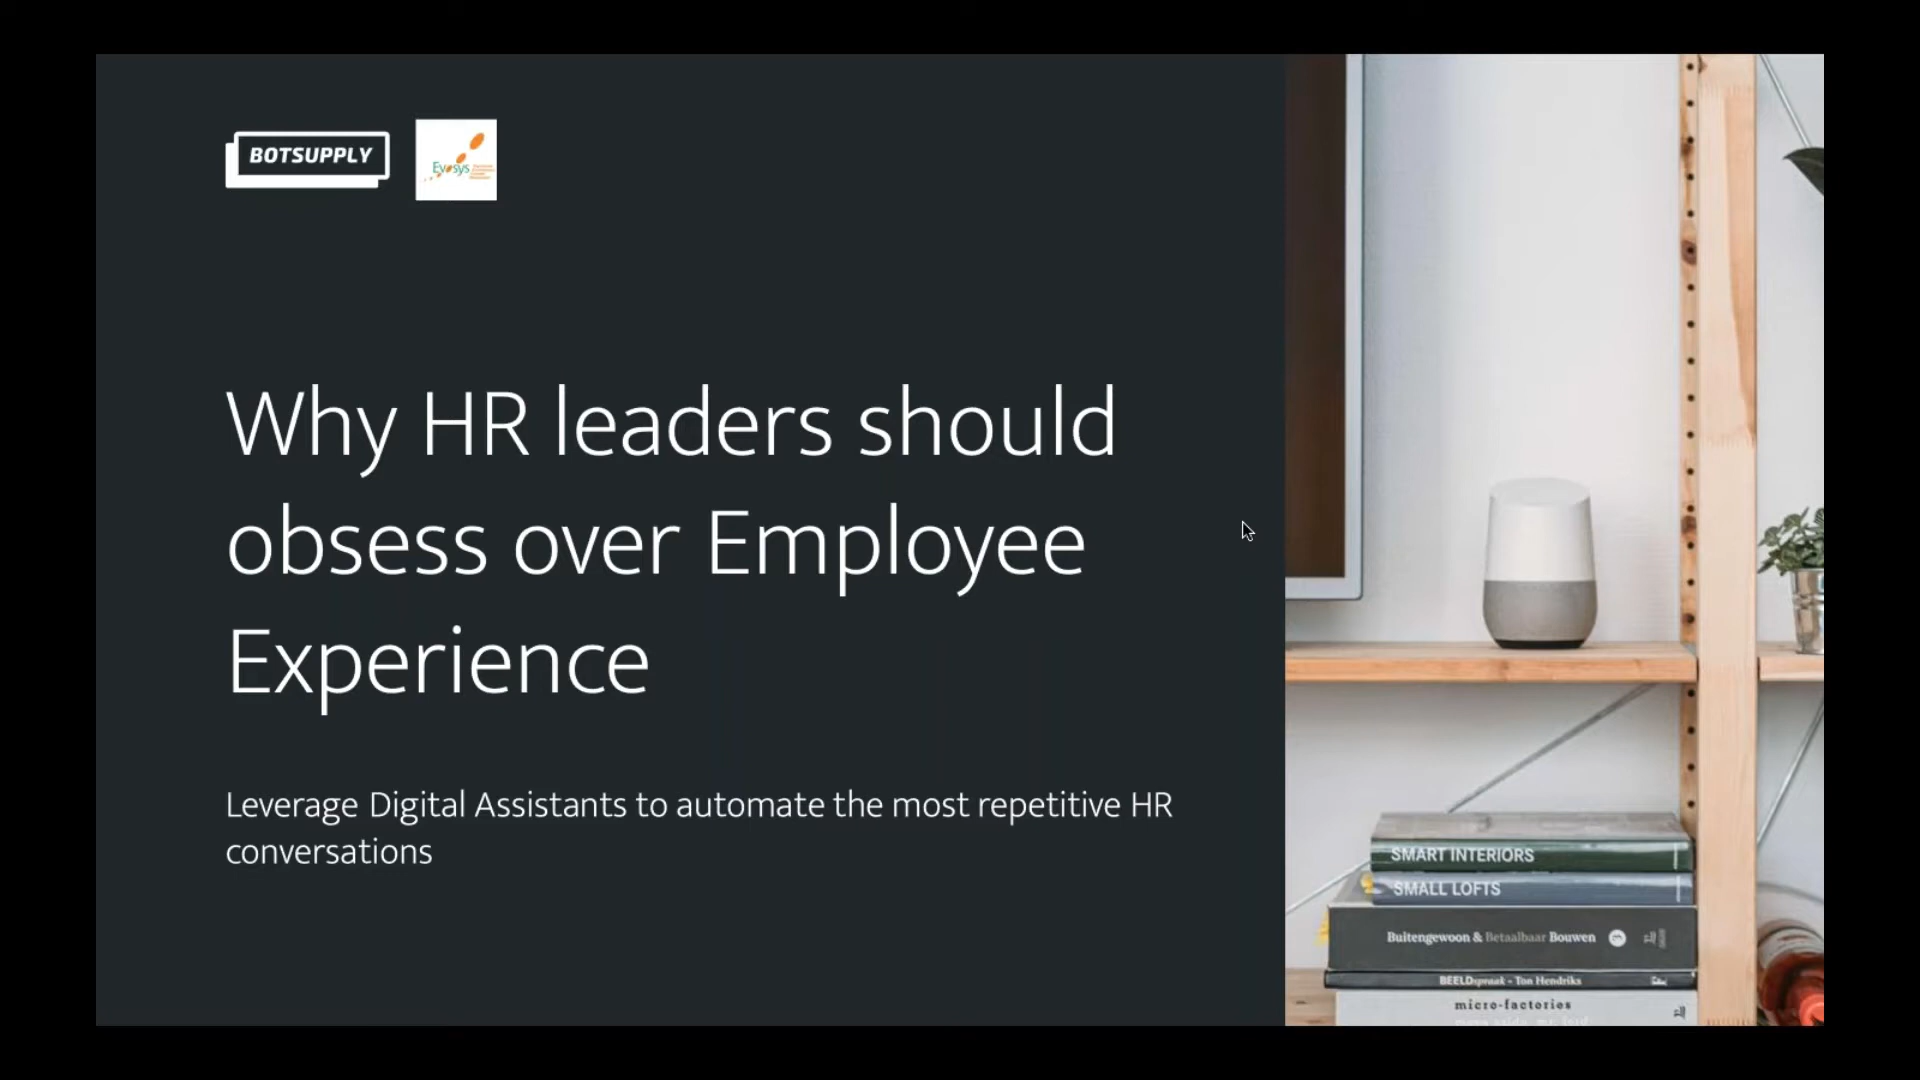 BOTSUPPLY
Evosys
Why HR leaders should
obsess over Employee
Experience
Leverage Digital Assistants to automate the most repetitive HR
conversations
SMART INTERIORS
SMALL LOFTS
Buitengewoon & Betaalbaar Bouwen
BEELDspraak - Ton Hendriks
micro-factories